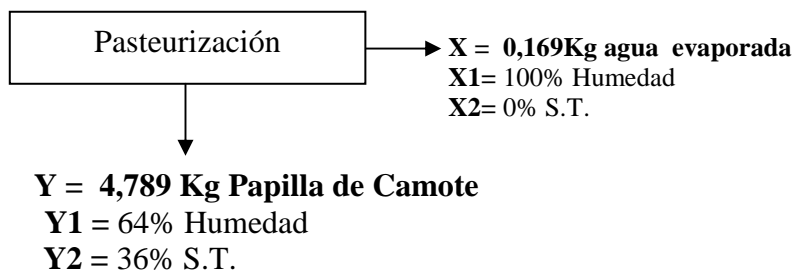 Pasteurización
X = 0,169Kg agua evaporada
X1= 100% Humedad
X2= 0% S.T.
Y = 4,789 Kg Papilla de Camote
Y1 = 64% Humedad
Y2 = 36% S.T.